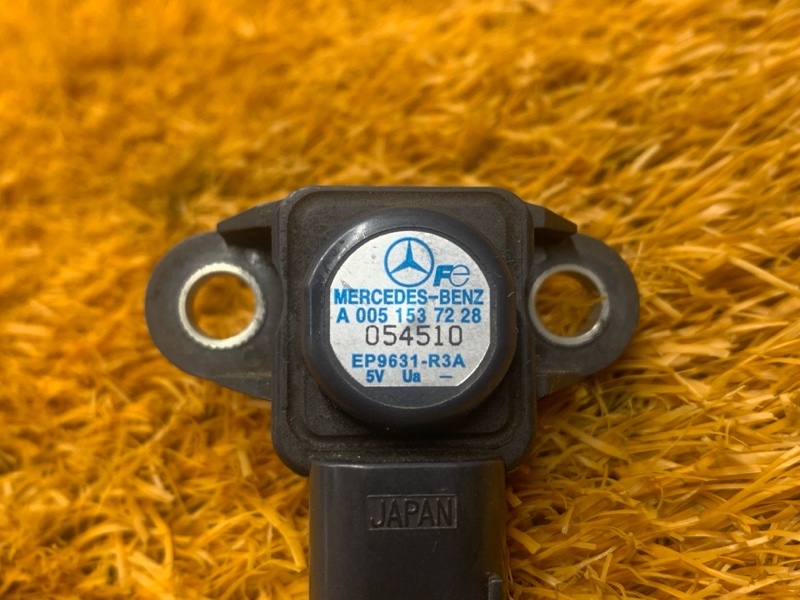 Fe
MERCEDES-BENZ
A 005 153 72 28
054510
EP9631-R3A
5V Ua –
JAPAN